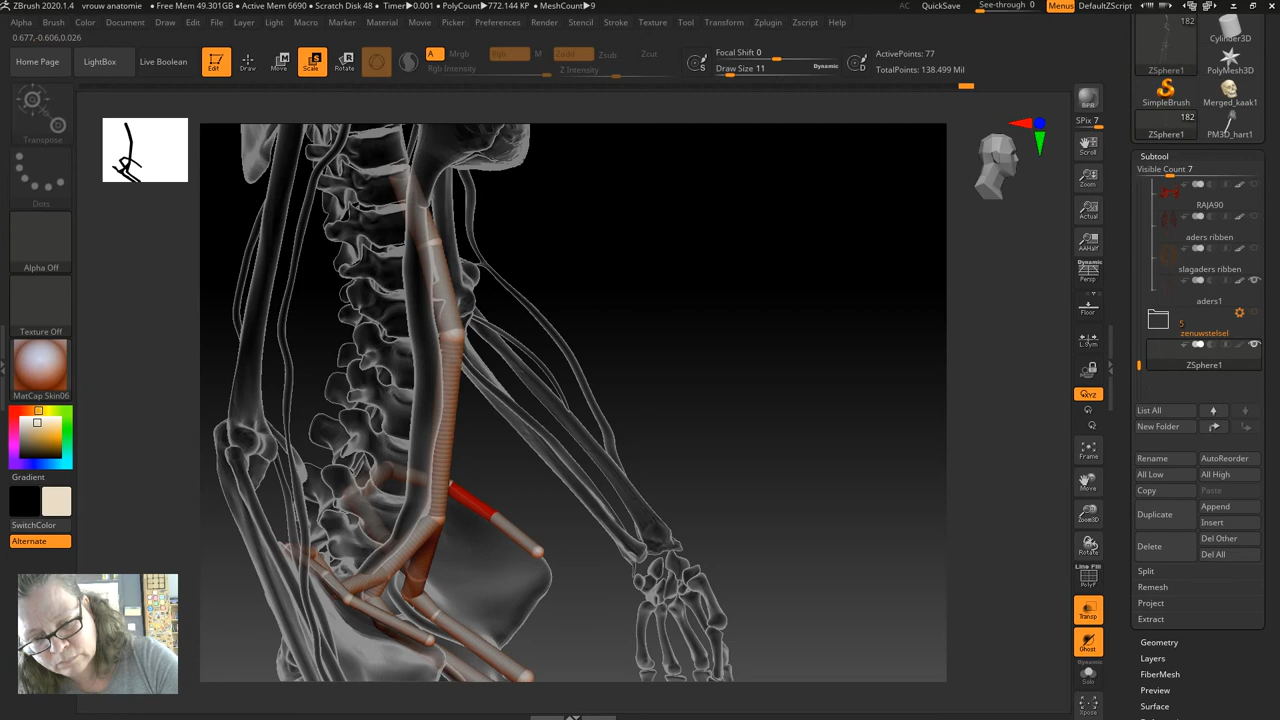 ZBrush 2020.1.4 vrouw anatomie • Free Mem 49.301GB • Active Mem 6690 • Scratch Disk 48 • Timer▶0.001 • PolyCount▶772.144 KP • MeshCount▶9 AC QuickSave See-through 0 Menus DefaultZScript
Alpha Brush Color Document Draw Edit File Layer Light Macro Marker Material Movie Picker Preferences Render Stencil Stroke Texture Tool Transform Zplugin Zscript Help
0.677,-0.606,0.026
Home Page LightBox Live Boolean Edit Draw Move Scale Rotate
A Mrgb Rgb M Zadd Zsub Zcut
Rgb Intensity Z Intensity
Focal Shift 0
Draw Size 11 Dynamic
S D
ActivePoints: 77
TotalPoints: 138.499 Mil
Transpose
Dots
Alpha Off
Texture Off
MatCap Skin06
Gradient
SwitchColor
Alternate
BPR
SPix 7
Scroll
Zoom
Actual
AAHalf
Dynamic
Persp
Floor
L.Sym
XYZ
Frame
Move
Zoom3D
Rotate
Line Fill
PolyF
Transp
Ghost
Dynamic
Solo
Xpose
182
Cylinder3D
ZSphere1 PolyMesh3D
SimpleBrush Merged_kaak1
182
ZSphere1 PM3D_hart1
Subtool
Visible Count 7
RAJA90
aders ribben
slagaders ribben
aders1
5
zenuwstelsel
ZSphere1
List All
New Folder
Rename AutoReorder
All Low All High
Copy Paste
Duplicate Append
Insert
Delete Del Other
Del All
Split
Remesh
Project
Extract
Geometry
Layers
FiberMesh
Preview
Surface